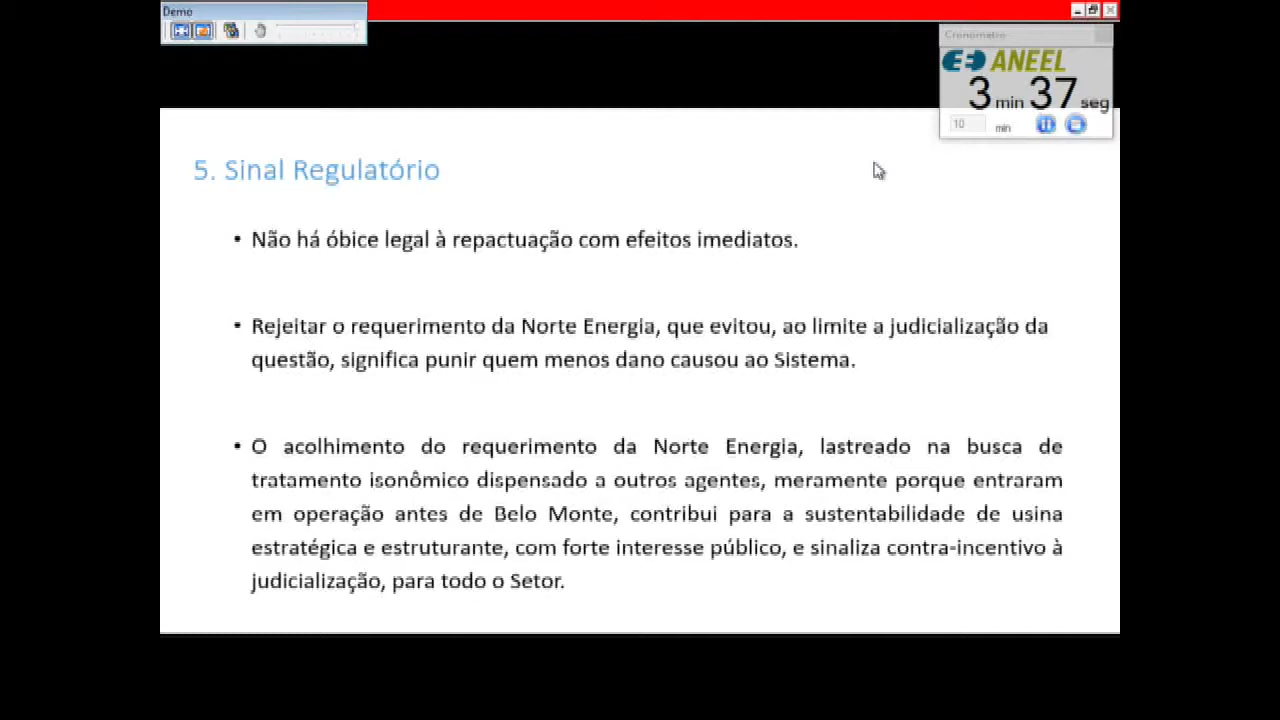 Demo
Cronômetro
ANEEL
3 min 37 seg
10 min
5. Sinal Regulatório
• Não há óbice legal à repactuação com efeitos imediatos.
• Rejeitar o requerimento da Norte Energia, que evitou, ao limite a judicialização da
questão, significa punir quem menos dano causou ao Sistema.
• O acolhimento do requerimento da Norte Energia, lastreado na busca de
tratamento isonômico dispensado a outros agentes, meramente porque entraram
em operação antes de Belo Monte, contribui para a sustentabilidade de usina
estratégica e estruturante, com forte interesse público, e sinaliza contra-incentivo à
judicialização, para todo o Setor.